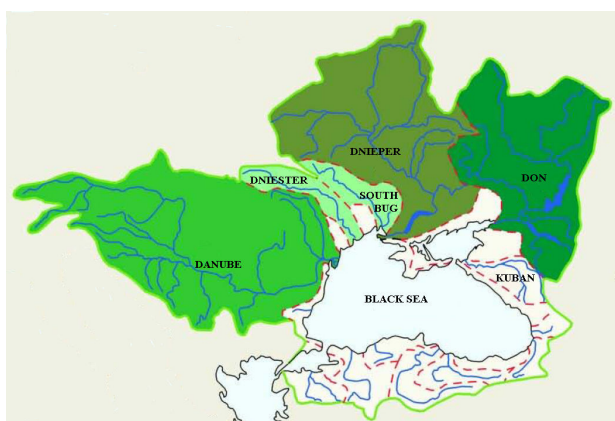 DNIEPER
DNIESTER
DON
SOUTH
BUG
DANUBE
KUBAN
BLACK SEA